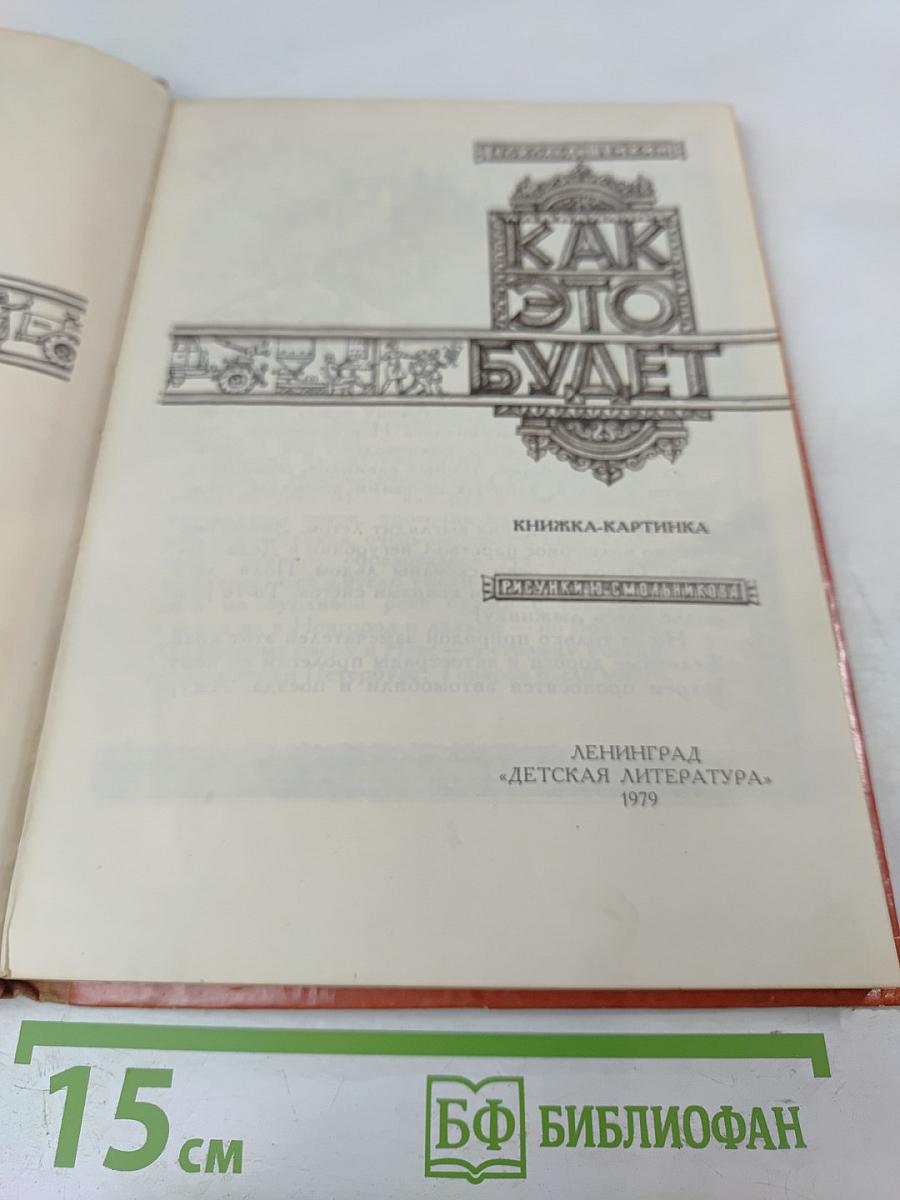 КАК
ЭТО
БУДЕТ
КНИЖКА-КАРТИНКА
РИСУНКИ Ю·СМОЛЬНИКОВА
ЛЕНИНГРАД
«ДЕТСКАЯ ЛИТЕРАТУРА»
1979
15 см
БФ БИБЛИОФАН